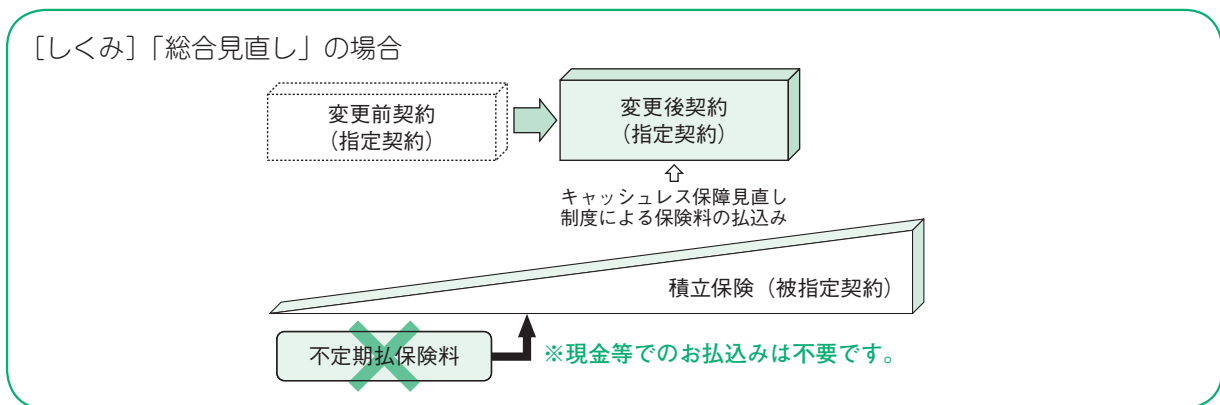 ［しくみ］「総合見直し」の場合
変更前契約
（指定契約）
変更後契約
（指定契約）
キャッシュレス保障見直し
制度による保険料の払込み
積立保険（被指定契約）
不定期払保険料
※現金等でのお払込みは不要です。